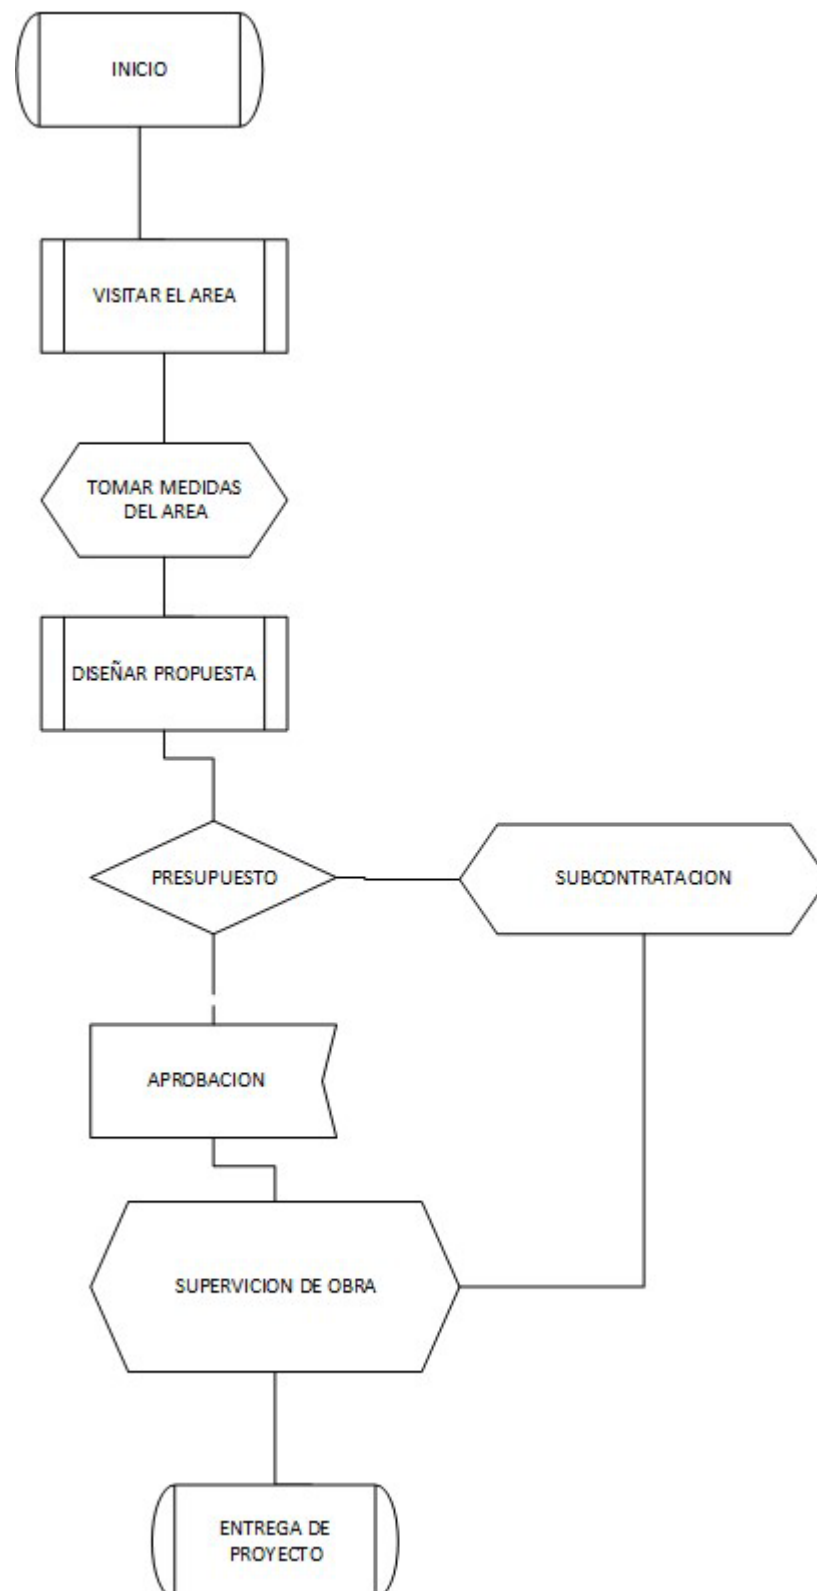 INICIO
VISITAR EL AREA
TOMAR MEDIDAS
DEL AREA
DISEÑAR PROPUESTA
PRESUPUESTO
SUBCONTRATACION
APROBACION
SUPERVICION DE OBRA
ENTREGA DE
PROYECTO